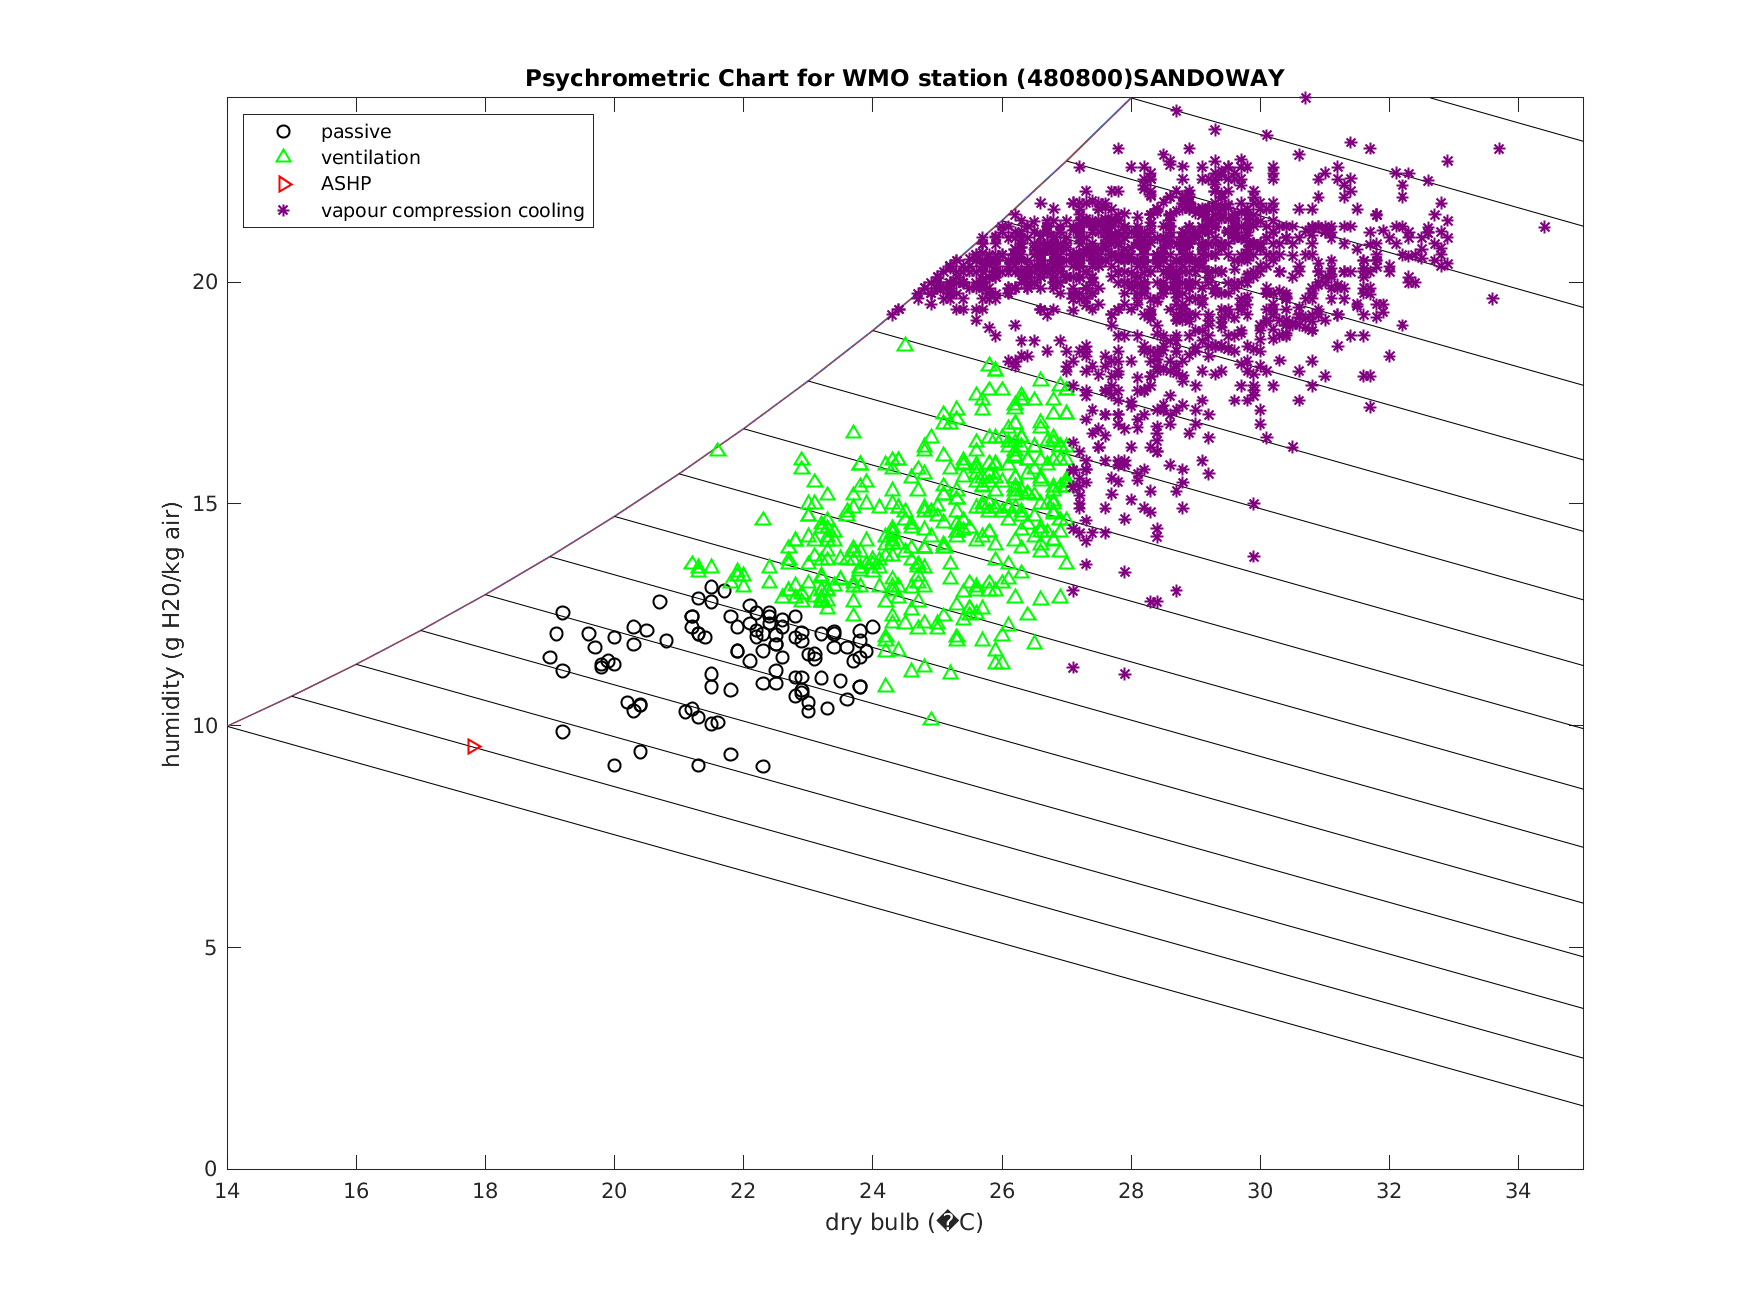 Psychrometric Chart for WMO station (480800)SANDOWAY
passive
ventilation
ASHP
vapour compression cooling
humidity (g H20/kg air)
20
15
10
5
0
14 16 18 20 22 24 26 28 30 32 34
dry bulb (�C)